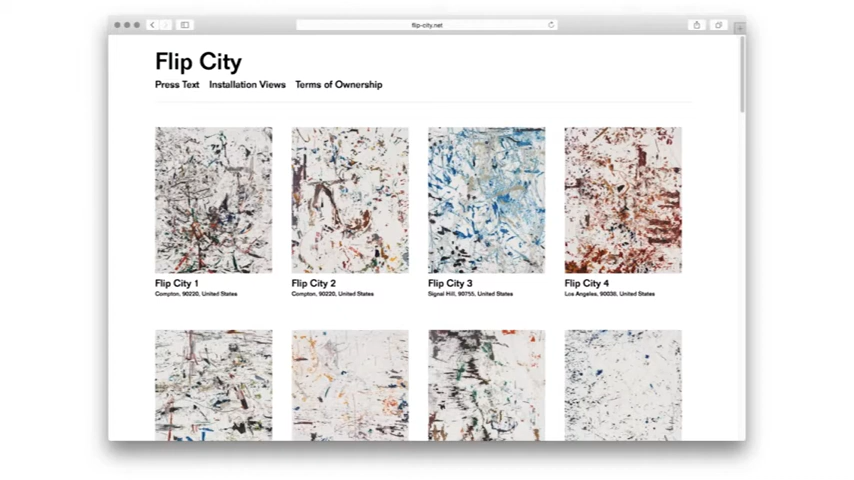 flip-city.net
Flip City
Press Text Installation Views Terms of Ownership
Flip City 1 Flip City 2 Flip City 3 Flip City 4
Compton, 90220, United States Compton, 90220, United States Signal Hill, 90755, United States Los Angeles, 90038, United States